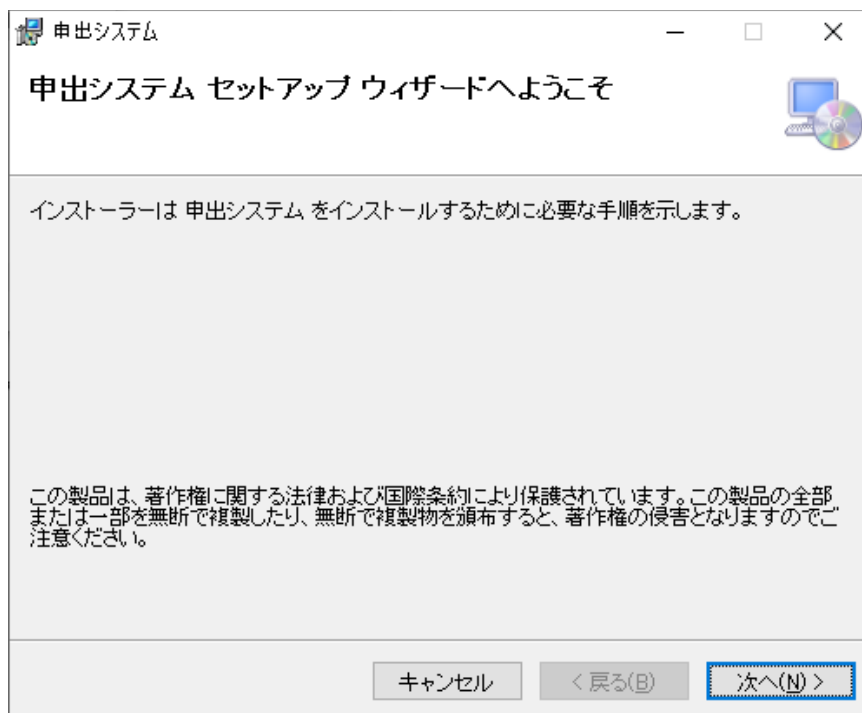 申出システム
申出システム セットアップ ウィザードへようこそ
インストーラーは 申出システム をインストールするために必要な手順を示します。
この製品は、著作権に関する法律および国際条約により保護されています。この製品の全部
または一部を無断で複製したり、無断で複製物を頒布すると、著作権の侵害となりますのでご
注意ください。
キャンセル
< 戻る(B)
次へ(N) >